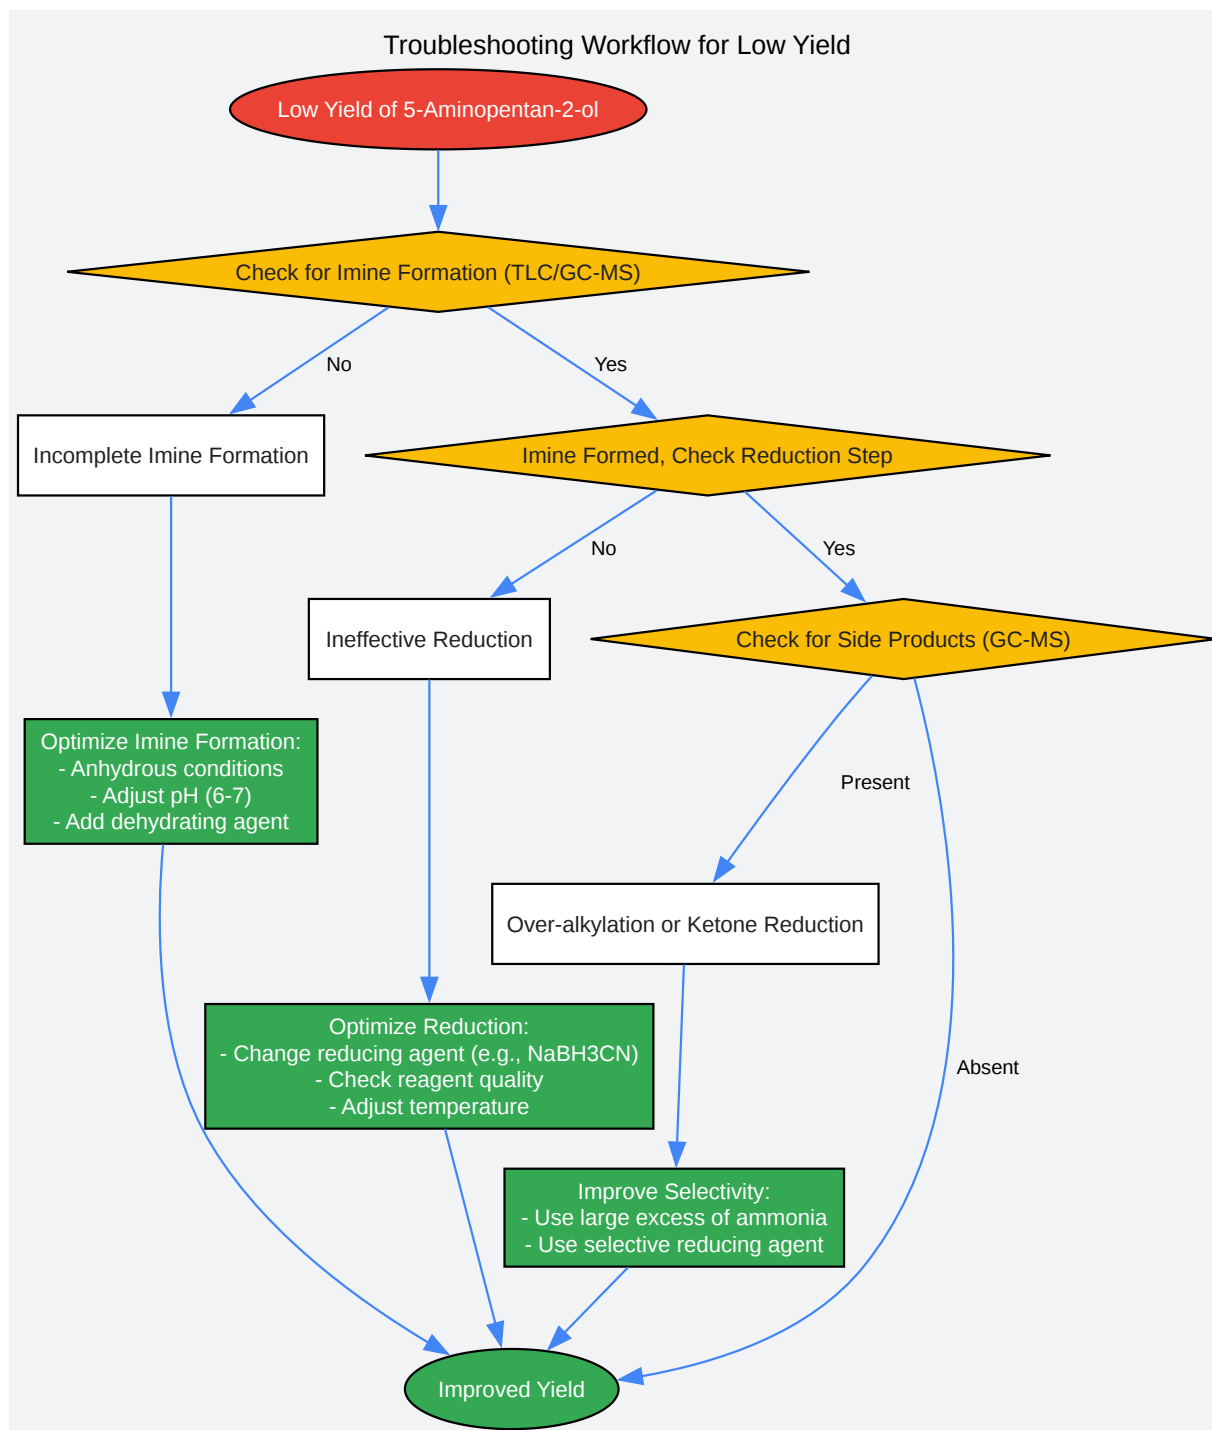 Troubleshooting Workflow for Low Yield
Low Yield of 5-Aminopentan-2-ol
Check for Imine Formation (TLC/GC-MS)
No
Yes
Incomplete Imine Formation
Imine Formed, Check Reduction Step
No
Yes
Ineffective Reduction
Check for Side Products (GC-MS)
Optimize Imine Formation:
- Anhydrous conditions
- Adjust pH (6-7)
- Add dehydrating agent
Present
Over-alkylation or Ketone Reduction
Optimize Reduction:
- Change reducing agent (e.g., NaBH3CN)
- Check reagent quality
- Adjust temperature
Absent
Improve Selectivity:
- Use large excess of ammonia
- Use selective reducing agent
Improved Yield